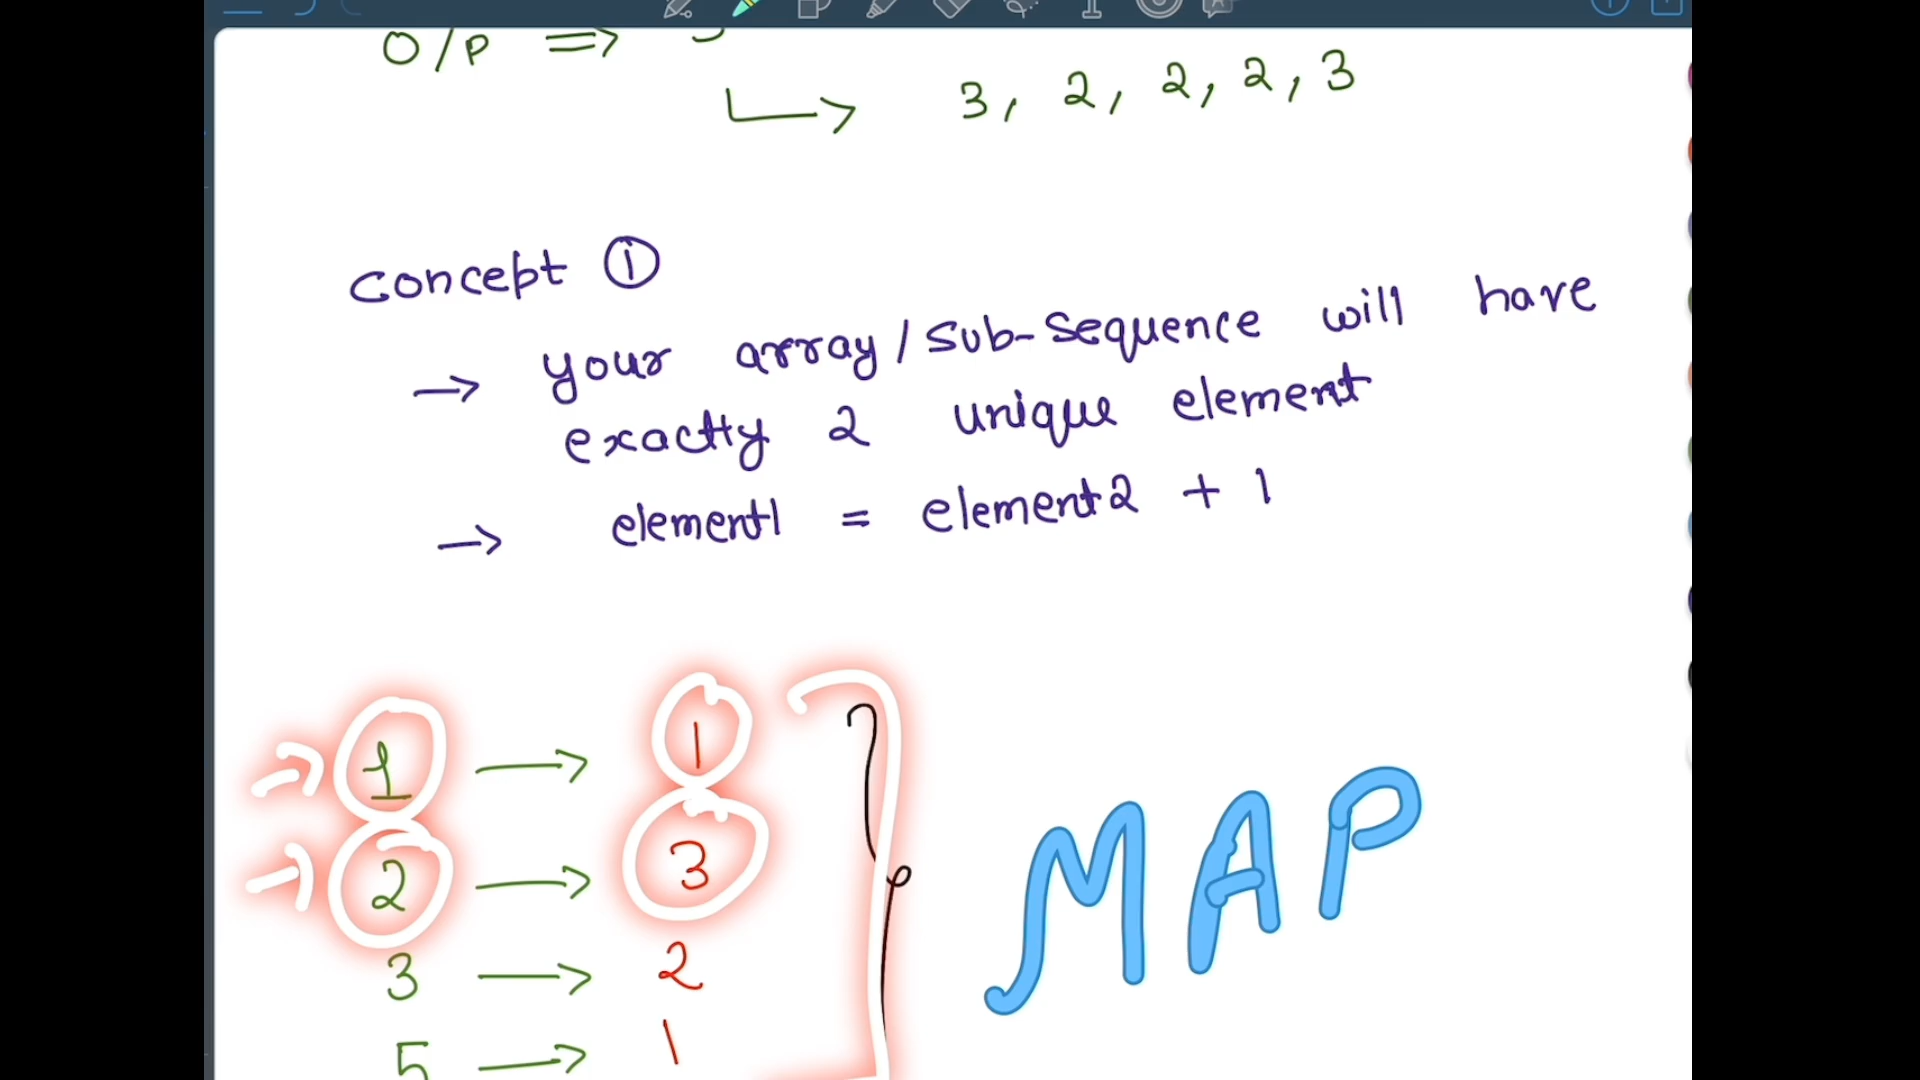 O/P =>
3, 2, 2, 2, 3
concept ①
→ your array/sub-sequence will have
exactly 2 unique element
→ element1 = element2 + 1
→ 1 → 1
→ 2 → 3
3 → 2
5 → 1
MAP